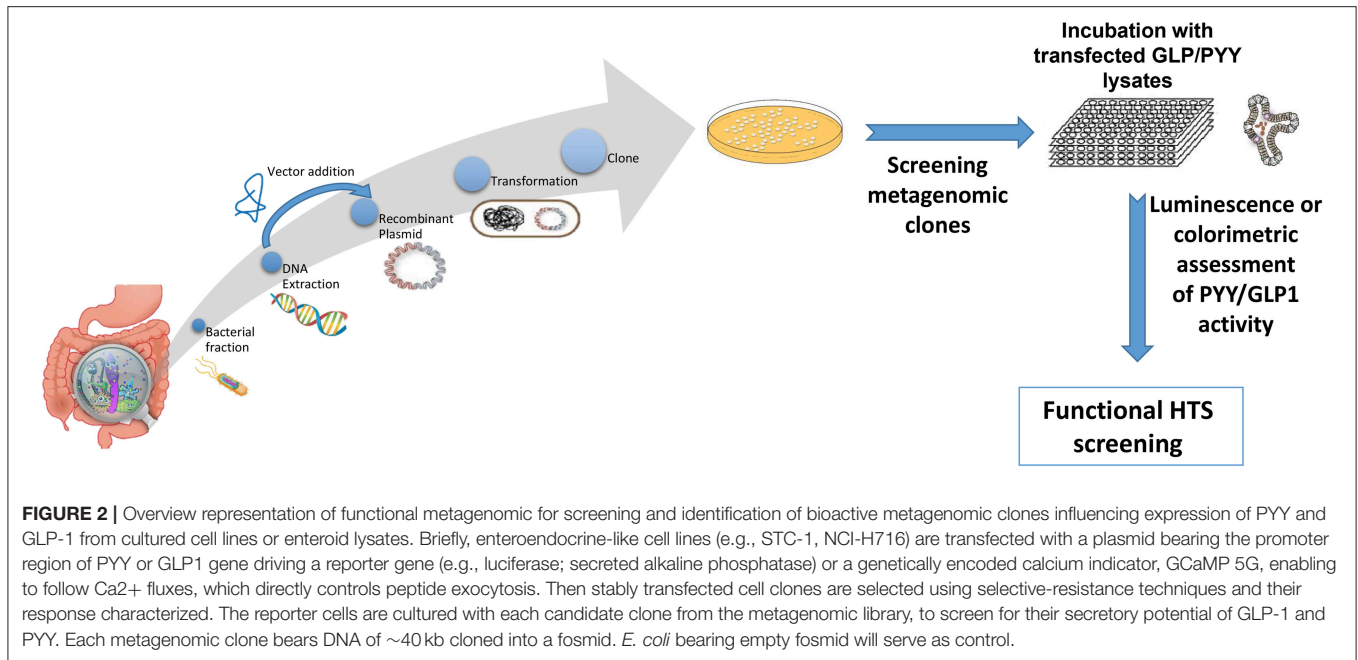 Incubation with
transfected GLP/PYY
lysates
Clone
Vector addition
Transformation
Recombinant
Plasmid
DNA
Extraction
Bacterial
fraction
Screening
metagenomic
clones
Luminescence or
colorimetric
assessment
of PYY/GLP1
activity
Functional HTS
screening
FIGURE 2 | Overview representation of functional metagenomic for screening and identification of bioactive metagenomic clones influencing expression of PYY and
GLP-1 from cultured cell lines or enteroid lysates. Briefly, enteroendocrine-like cell lines (e.g., STC-1, NCI-H716) are transfected with a plasmid bearing the promoter
region of PYY or GLP1 gene driving a reporter gene (e.g., luciferase; secreted alkaline phosphatase) or a genetically encoded calcium indicator, GCaMP 5G, enabling
to follow Ca2+ fluxes, which directly controls peptide exocytosis. Then stably transfected cell clones are selected using selective-resistance techniques and their
response characterized. The reporter cells are cultured with each candidate clone from the metagenomic library, to screen for their secretory potential of GLP-1 and
PYY. Each metagenomic clone bears DNA of ~40 kb cloned into a fosmid. E. coli bearing empty fosmid will serve as control.